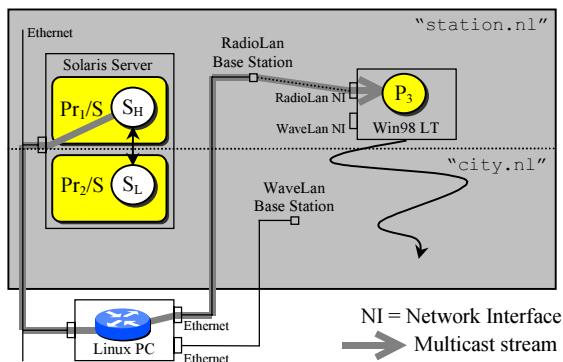 Ethernet
"station.nl"
RadioLan
Base Station
Solaris Server
Pr1/S
SH
RadioLan NI
P3
WaveLan NI
Win98 LT
"city.nl"
Pr2/S
SL
WaveLan
Base Station
NI = Network Interface
Ethernet
Multicast stream
Linux PC
Ethernet